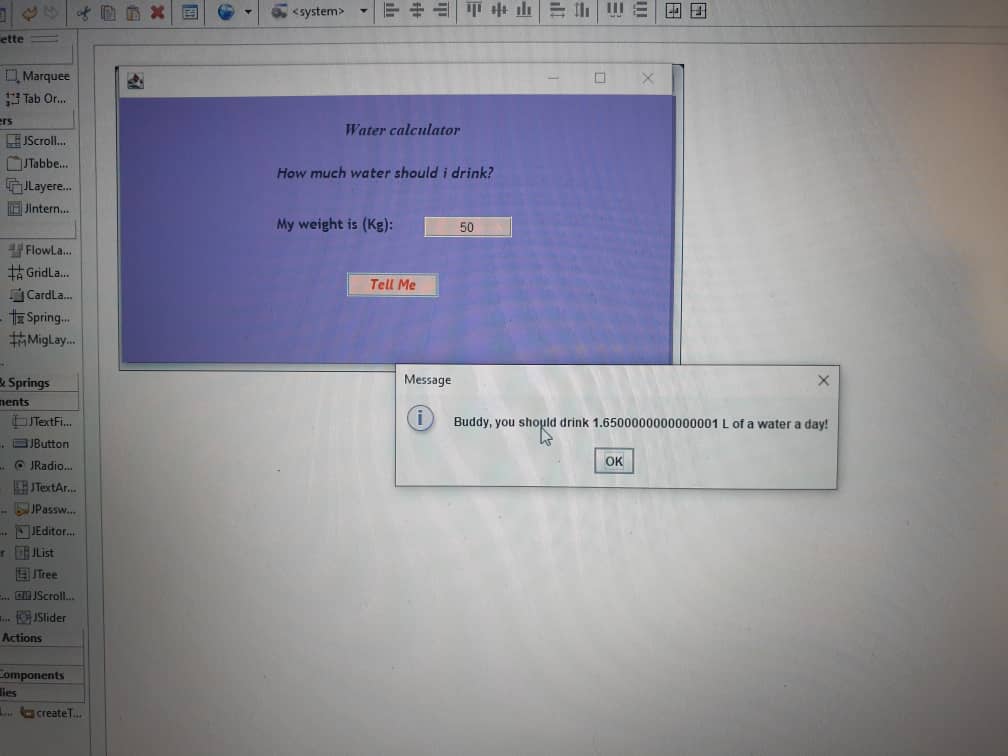 <system>
ette
Marquee
Tab Or...
ers
JScroll...
JTabbe...
JLayere...
JIntern...
FlowLa...
GridLa...
CardLa...
Spring...
MigLay...
& Springs
nents
JTextFi...
JButton
JRadio...
JTextAr...
JPassw...
JEditor...
JList
JTree
JScroll...
JSlider
Actions
Components
lies
createT...
Water calculator
How much water should i drink?
My weight is (Kg): 50
Tell Me
Message
Buddy, you should drink 1.6500000000000001 L of a water a day!
OK